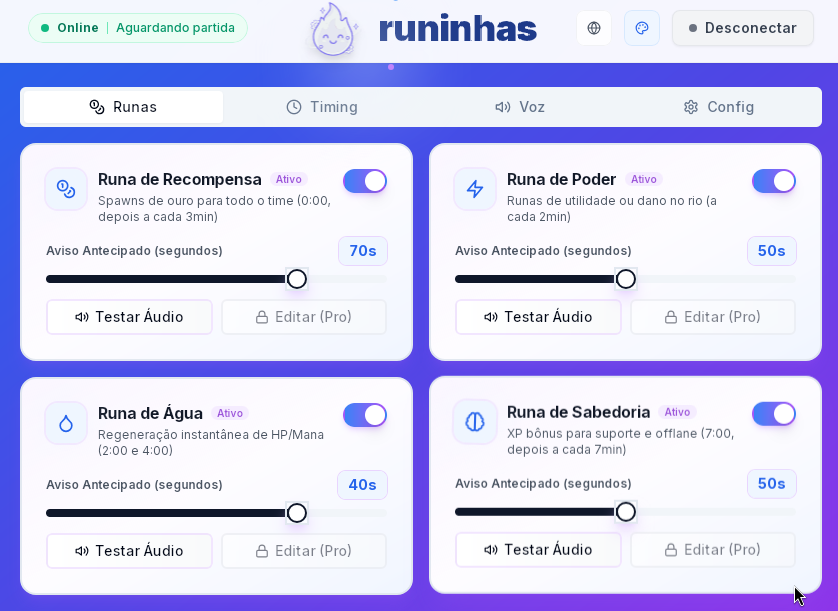 Online | Aguardando partida
runinhas
Desconectar
Runas
Timing
Voz
Config
Runa de Recompensa Ativo
Spawns de ouro para todo o time (0:00,
depois a cada 3min)
Aviso Antecipado (segundos) 70s
Testar Áudio
Editar (Pro)
Runa de Poder Ativo
Runas de utilidade ou dano no rio (a
cada 2min)
Aviso Antecipado (segundos) 50s
Testar Áudio
Editar (Pro)
Runa de Água Ativo
Regeneração instantânea de HP/Mana
(2:00 e 4:00)
Aviso Antecipado (segundos) 40s
Testar Áudio
Editar (Pro)
Runa de Sabedoria Ativo
XP bônus para suporte e offlane (7:00,
depois a cada 7min)
Aviso Antecipado (segundos) 50s
Testar Áudio
Editar (Pro)